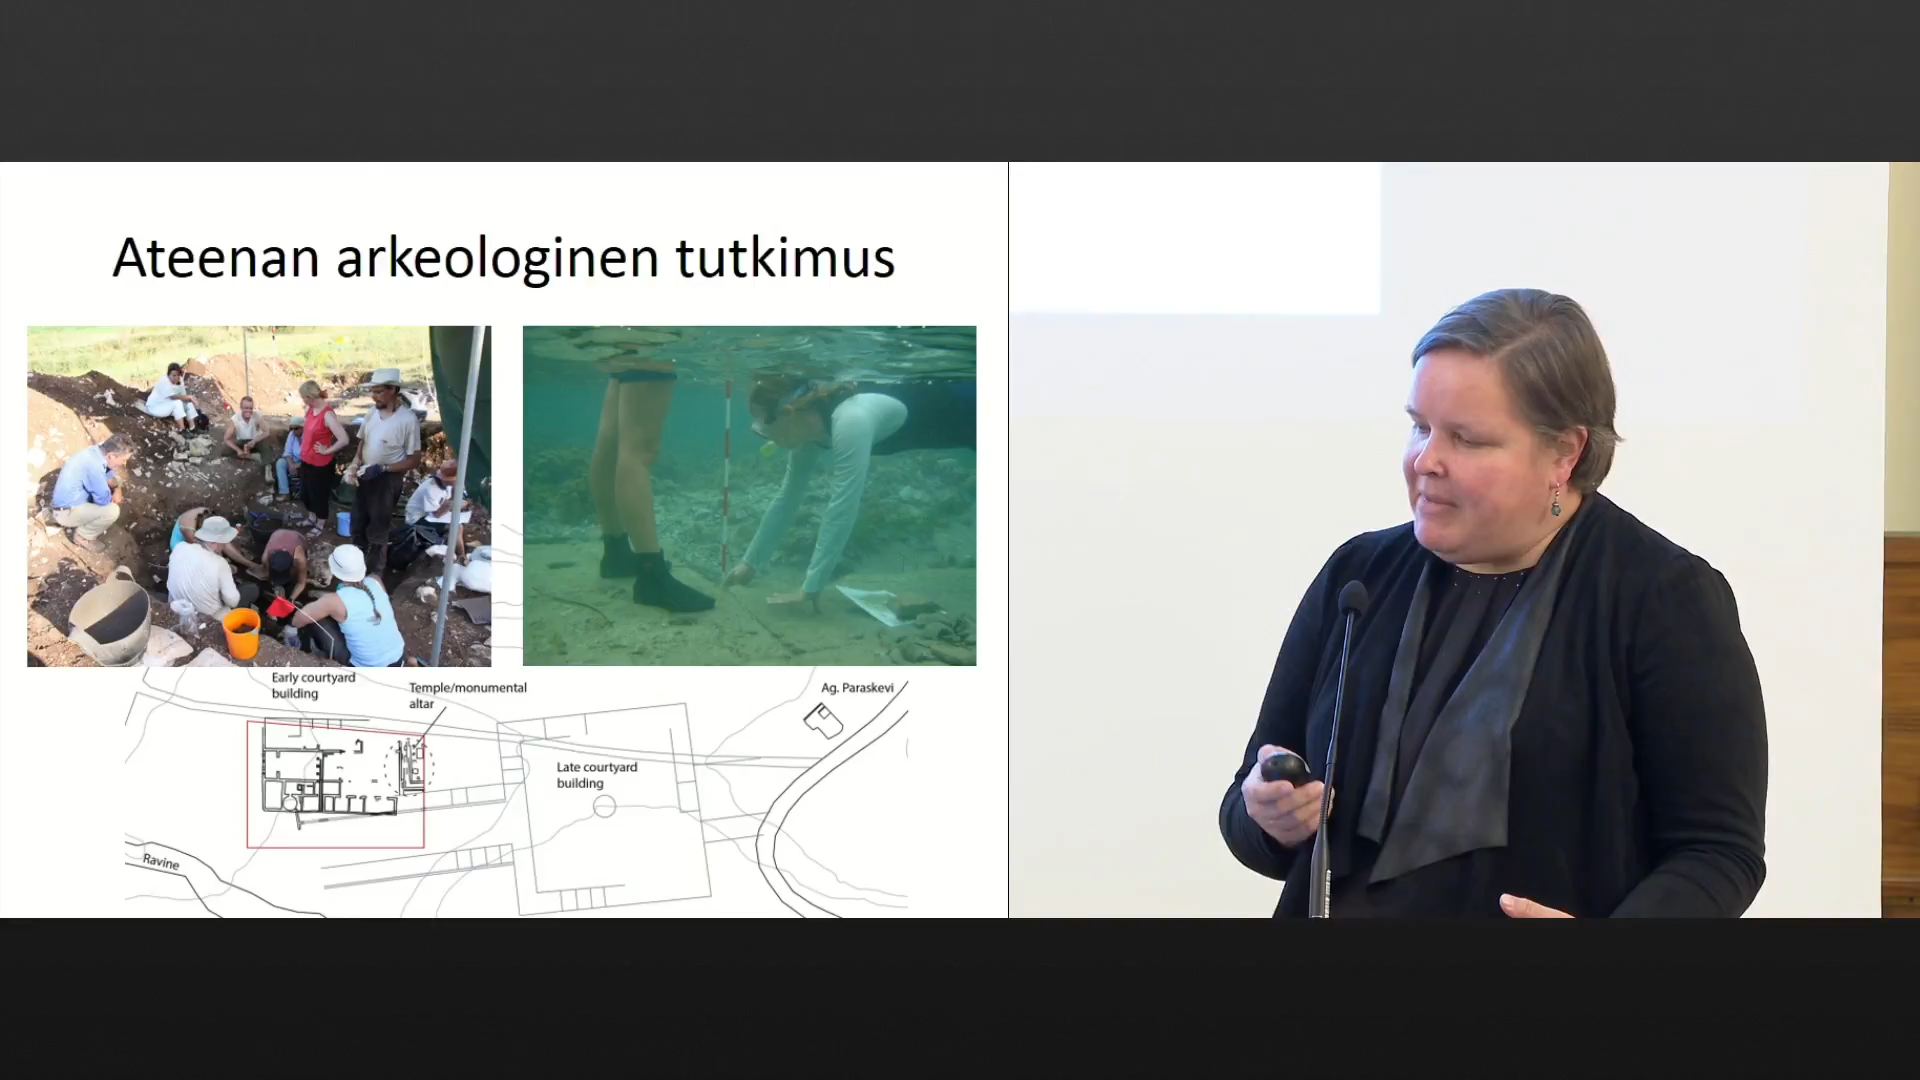 Ateenan arkeologinen tutkimus
Early courtyard
building
Temple/monumental
altar
Ag. Paraskevi
Late courtyard
building
Ravine